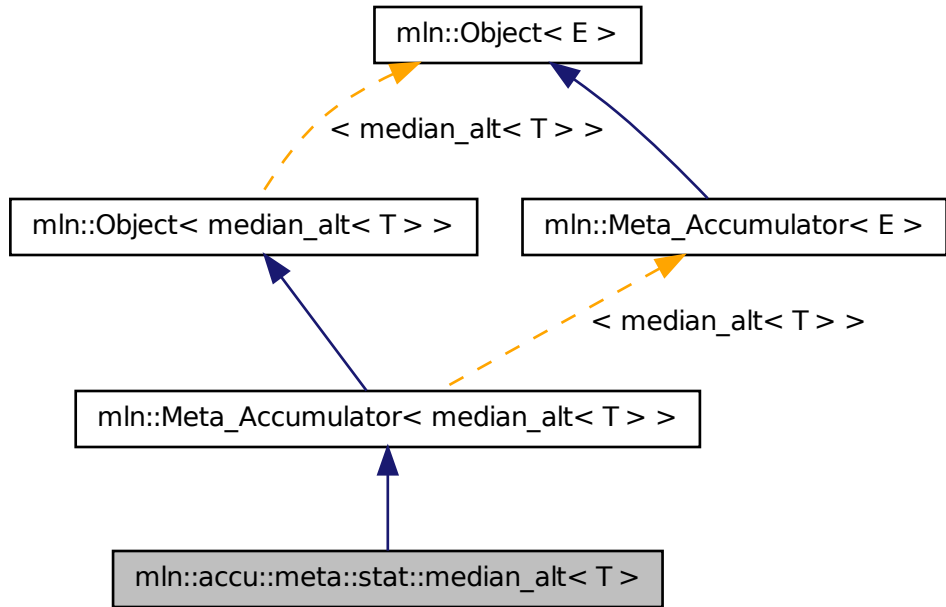 mln::Object< E >
< median_alt< T > >
mln::Object< median_alt< T > >
mln::Meta_Accumulator< E >
< median_alt< T > >
mln::Meta_Accumulator< median_alt< T > >
mln::accu::meta::stat::median_alt< T >